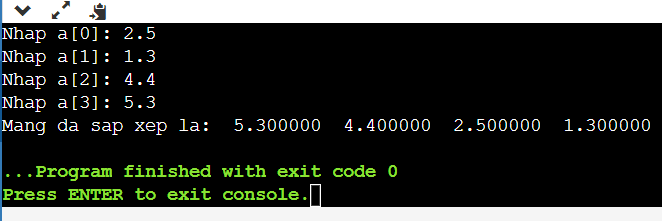 Nhap a[0]: 2.5
Nhap a[1]: 1.3
Nhap a[2]: 4.4
Nhap a[3]: 5.3
Mang da sap xep la:  5.300000  4.400000  2.500000  1.300000
...Program finished with exit code 0
Press ENTER to exit console.